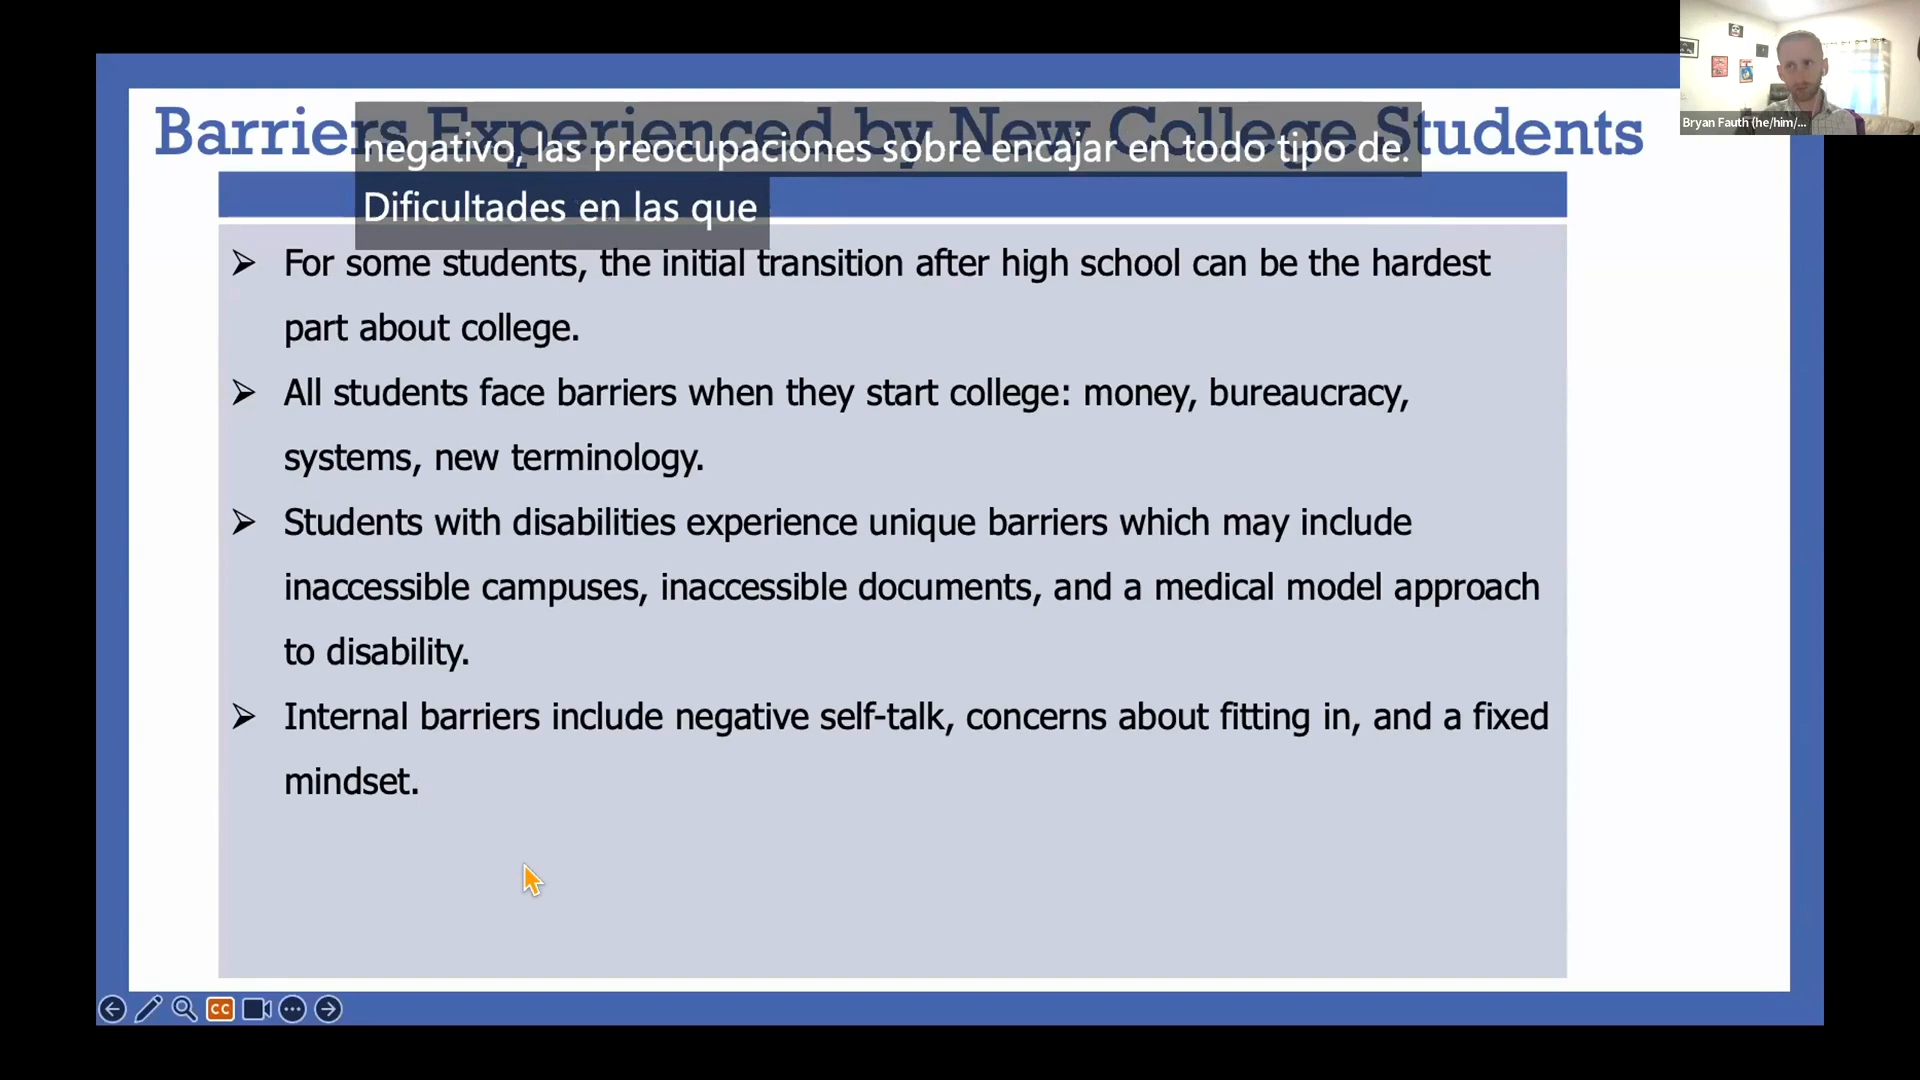 Barriers Experienced by New College Students
negativo, las preocupaciones sobre encajar en todo tipo de.
Dificultades en las que
➢ For some students, the initial transition after high school can be the hardest
part about college.
➢ All students face barriers when they start college: money, bureaucracy,
systems, new terminology.
➢ Students with disabilities experience unique barriers which may include
inaccessible campuses, inaccessible documents, and a medical model approach
to disability.
➢ Internal barriers include negative self-talk, concerns about fitting in, and a fixed
mindset.
Bryan Fauth (he/him/...
CC